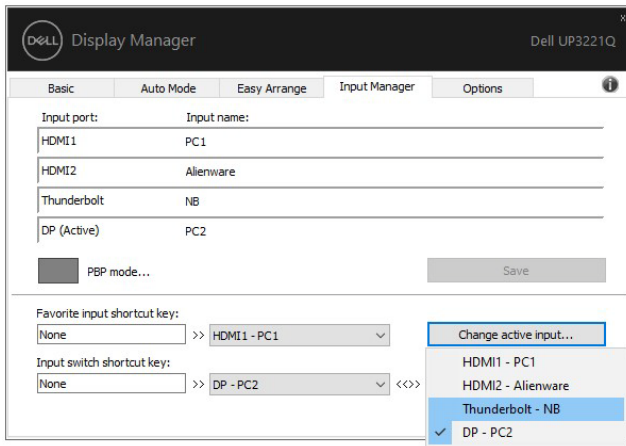 DELL Display Manager Dell UP3221Q
Basic Auto Mode Easy Arrange Input Manager Options
Input port: Input name:
HDMI1 PC1
HDMI2 Alienware
Thunderbolt NB
DP (Active) PC2
PBP mode... Save
Favorite input shortcut key:
None >> HDMI1 - PC1 Change active input...
Input switch shortcut key:
None >> DP - PC2 <<>>
HDMI1 - PC1
HDMI2 - Alienware
Thunderbolt - NB
DP - PC2